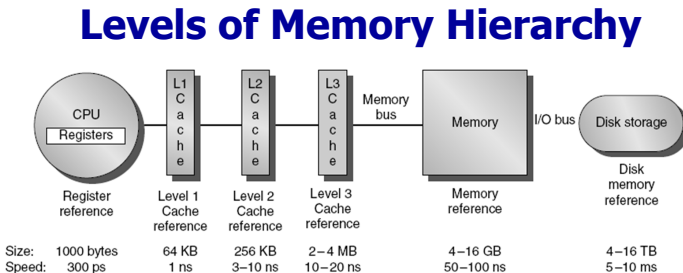 Levels of Memory Hierarchy
CPU
Registers
L1
C
a
c
h
e
L2
C
a
c
h
e
L3
C
a
c
h
e
Memory
bus
Memory
I/O bus
Disk storage
Register
reference
Level 1
Cache
reference
Level 2
Cache
reference
Level 3
Cache
reference
Memory
reference
Disk
memory
reference
Size: 1000 bytes 64 KB 256 KB 2–4 MB 4–16 GB 4–16 TB
Speed: 300 ps 1 ns 3–10 ns 10–20 ns 50–100 ns 5–10 ms